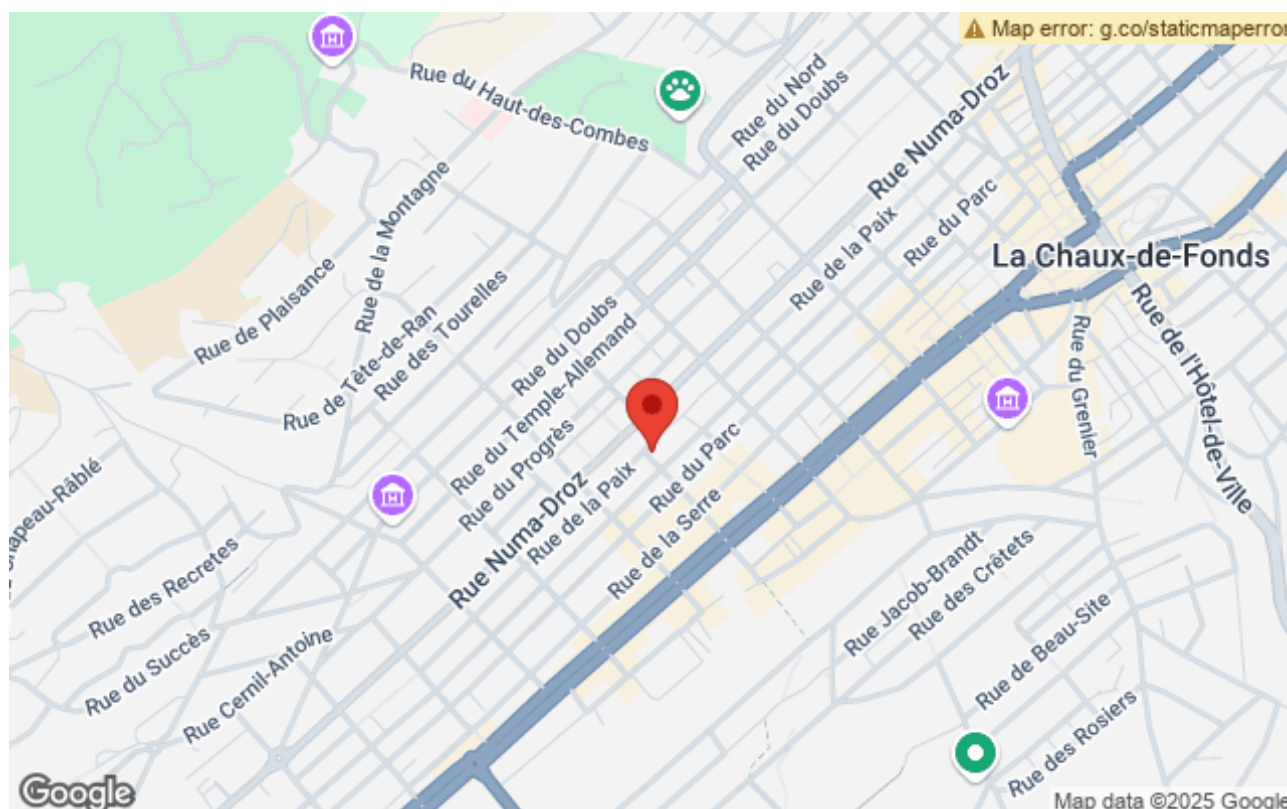 Map error: g.co/staticmaperror
Rue du Haut-des-Combes
Rue du Nord
Rue du Doubs
Rue Numa-Droz
Rue de la Montagne
Rue de la Paix
Rue du Parc
La Chaux-de-Fonds
Rue de Plaisance
Rue de Tête-de-Ran
Rue des Tourelles
Rue du Doubs
Rue du Temple-Allemand
Rue du Progrès
Rue de l'Hôtel-de-Ville
Rue du Grenier
Rue Numa-Droz
Rue de la Paix
Rue du Parc
Rue de la Serre
Chapeau-Râblé
Rue des Recretes
Rue du Succès
Rue Cernil-Antoine
Rue Jacob-Brandt
Rue des Crêtets
Rue de Beau-Site
Rue des Rosiers
Google
Map data ©2025 Google